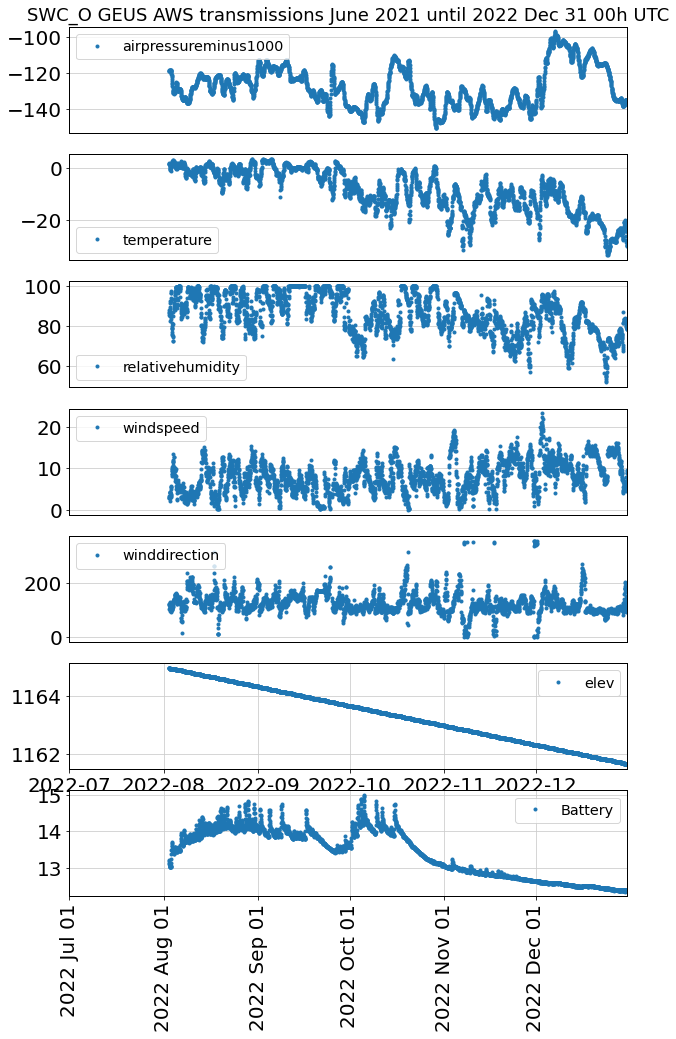 SWC_O GEUS AWS transmissions June 2021 until 2022 Dec 31 00h UTC
−100
−120
−140
airpressureminus1000
0
−20
temperature
100
80
60
relativehumidity
20
10
0
windspeed
200
0
winddirection
1164
1162
elev
2022-07 2022-08 2022-09 2022-10 2022-11 2022-12
15
14
13
Battery
2022 Jul 01
2022 Aug 01
2022 Sep 01
2022 Oct 01
2022 Nov 01
2022 Dec 01